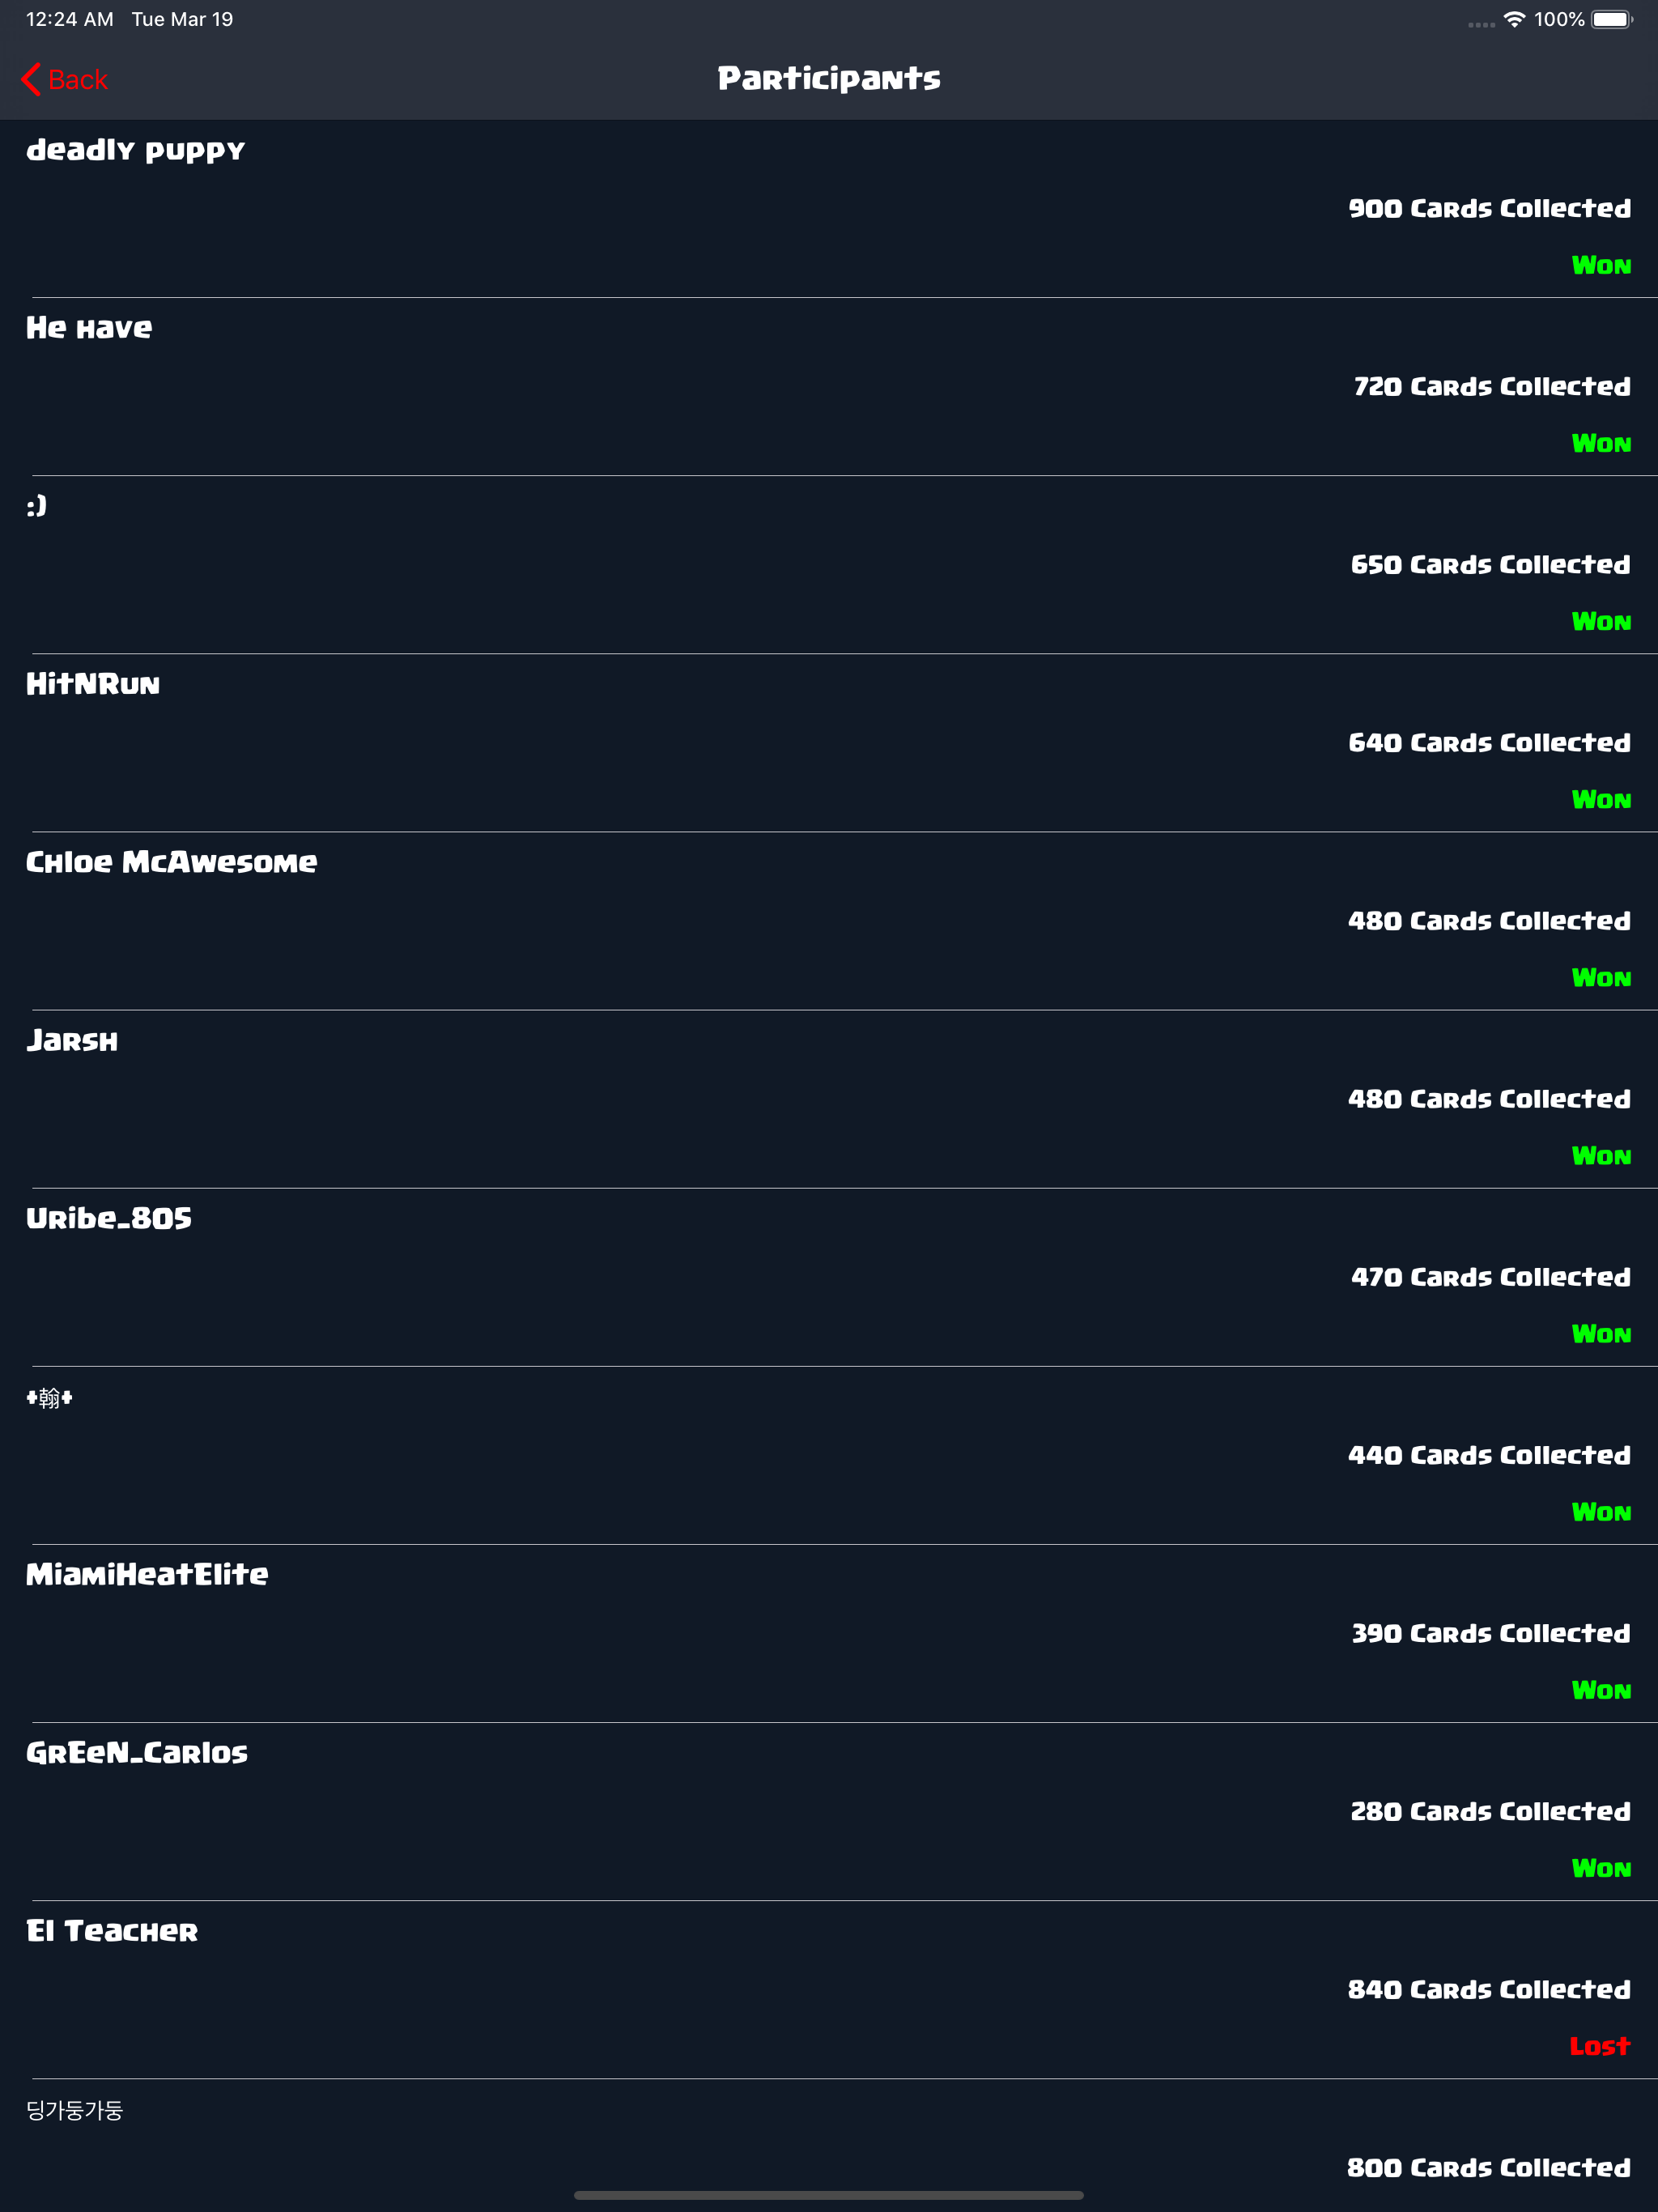 12:24 AM Tue Mar 19 100%
Back Participants
deadly puppy
900 Cards Collected
Won
He have
720 Cards Collected
Won
:)
650 Cards Collected
Won
HitNRun
640 Cards Collected
Won
Chloe McAwesome
480 Cards Collected
Won
Jarsh
480 Cards Collected
Won
Uribe_805
470 Cards Collected
Won
+翰+
440 Cards Collected
Won
MiamiHeatElite
390 Cards Collected
Won
GrEeN_Carlos
280 Cards Collected
Won
El Teacher
840 Cards Collected
Lost
딩가둥가둥
800 Cards Collected